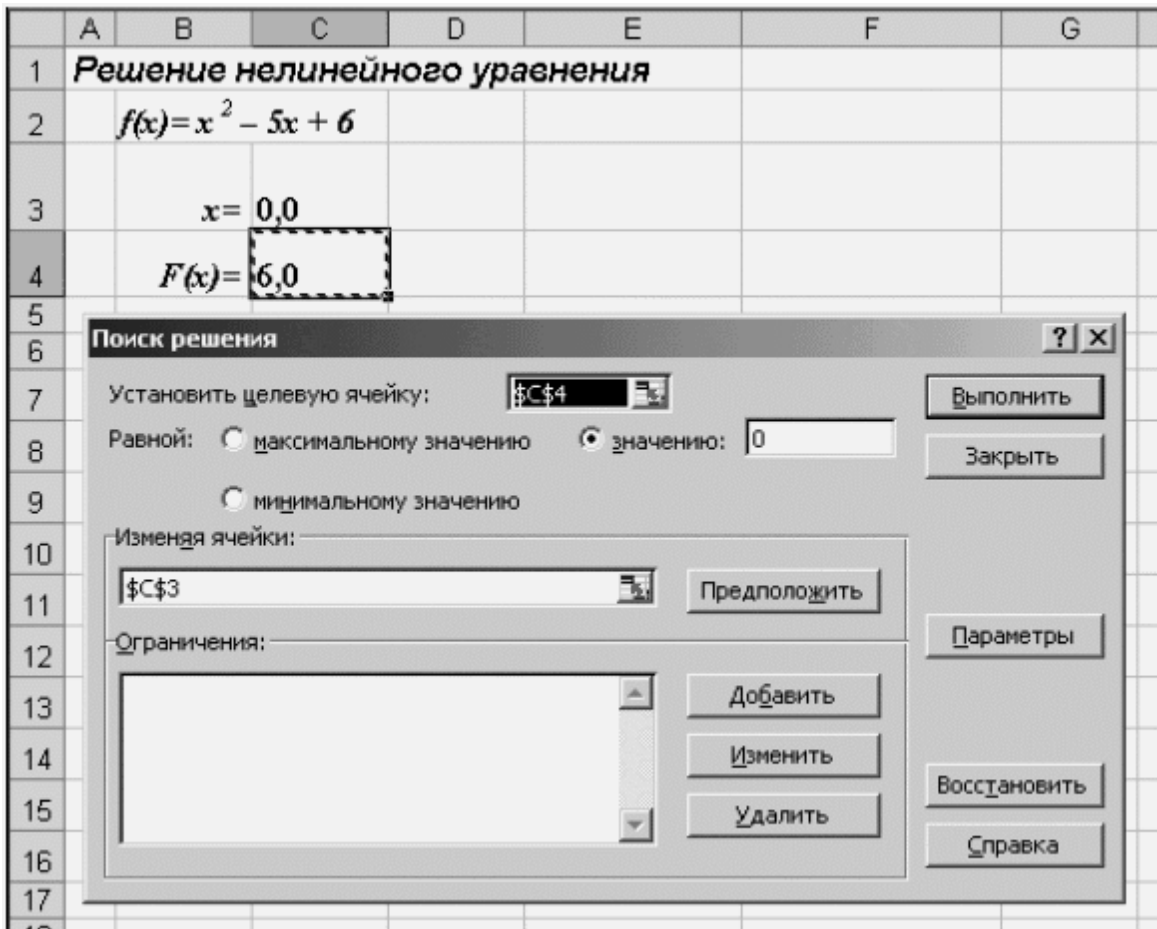 A B C D E F G
1 Решение нелинейного уравнения
2 f(x)= x 2 – 5x + 6
3 x= 0,0
4 F(x)= 6,0
5
6
7
8
9
10
11
12
13
14
15
16
17
Поиск решения ? ×
Установить целевую ячейку: $C$4 Выполнить
Равной: максимальному значению значению: 0 Закрыть
минимальному значению
Изменяя ячейки:
$C$3 Предположить
Ограничения: Параметры
Добавить
Изменить
Восстановить
Удалить
Справка